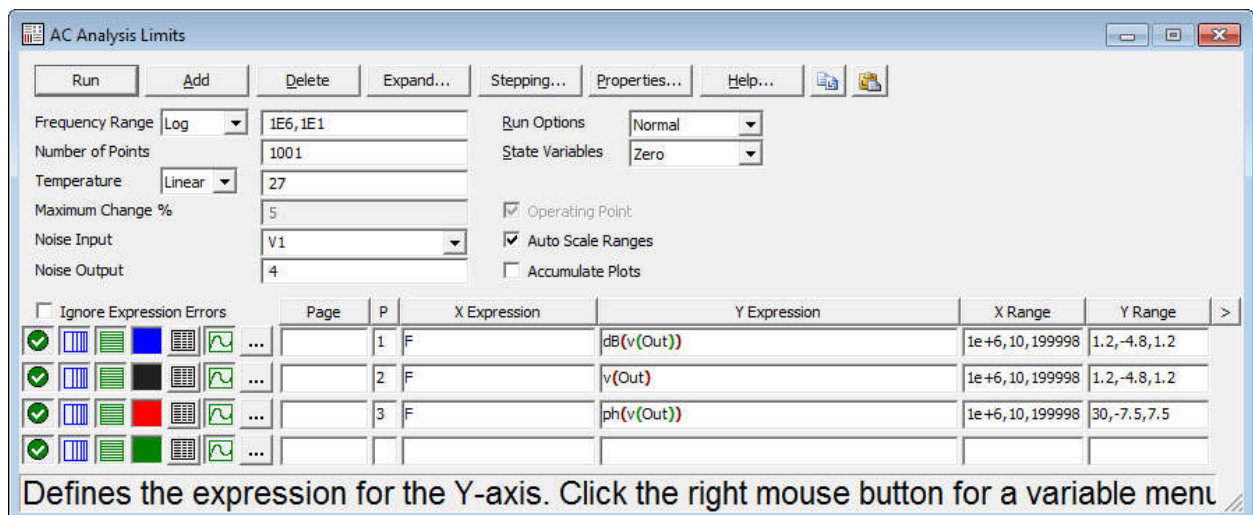 AC Analysis Limits
Run Add Delete Expand... Stepping... Properties... Help...
Frequency Range Log 1E6,1E1 Run Options Normal
Number of Points 1001 State Variables Zero
Temperature Linear 27
Maximum Change % 5 Operating Point
Noise Input V1 Auto Scale Ranges
Noise Output 4 Accumulate Plots
Ignore Expression Errors Page P X Expression Y Expression X Range Y Range >
... 1 F dB(v(Out)) 1e+6,10,199998 1.2,-4.8,1.2
... 2 F v(Out) 1e+6,10,199998 1.2,-4.8,1.2
... 3 F ph(v(Out)) 1e+6,10,199998 30,-7.5,7.5
...
Defines the expression for the Y-axis. Click the right mouse button for a variable menu